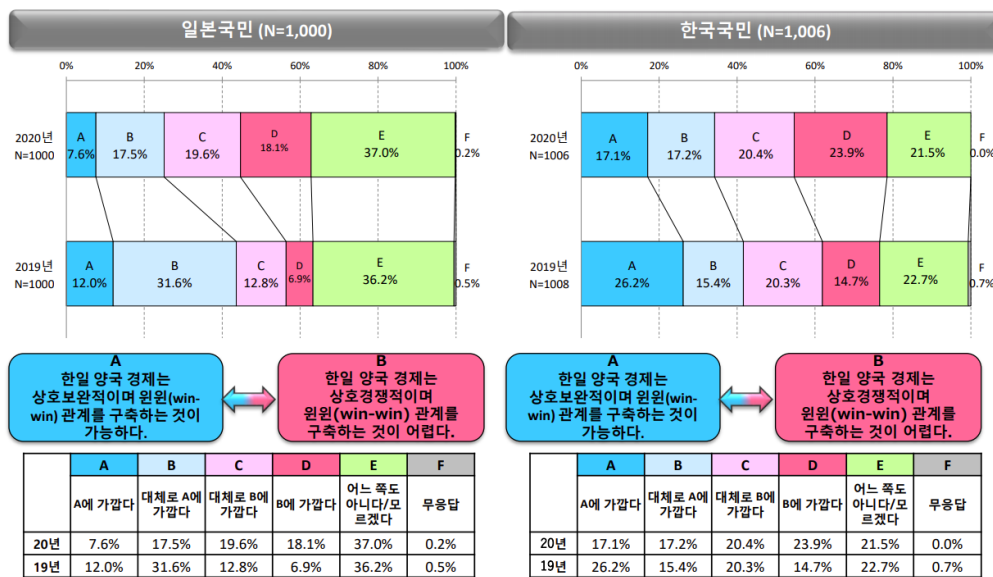 일본국민 (N=1,000)
0% 20% 40% 60% 80% 100%
2020년
N=1000
A
7.6%
B
17.5%
C
19.6%
D
18.1%
E
37.0%
F
0.2%
2019년
N=1000
A
12.0%
B
31.6%
C
12.8%
D
6.9%
E
36.2%
F
0.5%
A
한일 양국 경제는
상호보완적이며 윈윈(win-
win) 관계를 구축하는 것이
가능하다.
B
한일 양국 경제는
상호경쟁적이며
윈윈(win-win) 관계를
구축하는 것이 어렵다.
A B C D E F
A에 가깝다
대체로 A에
가깝다
대체로 B에
가깝다
B에 가깝다
어느 쪽도
아니다/모
르겠다
무응답
20년 7.6% 17.5% 19.6% 18.1% 37.0% 0.2%
19년 12.0% 31.6% 12.8% 6.9% 36.2% 0.5%
한국국민 (N=1,006)
0% 20% 40% 60% 80% 100%
2020년
N=1006
A
17.1%
B
17.2%
C
20.4%
D
23.9%
E
21.5%
F
0.0%
2019년
N=1008
A
26.2%
B
15.4%
C
20.3%
D
14.7%
E
22.7%
F
0.7%
A
한일 양국 경제는
상호보완적이며 윈윈(win-
win) 관계를 구축하는 것이
가능하다.
B
한일 양국 경제는
상호경쟁적이며
윈윈(win-win) 관계를
구축하는 것이 어렵다.
A B C D E F
A에 가깝다
대체로 A에
가깝다
대체로 B에
가깝다
B에 가깝다
어느 쪽도
아니다/모
르겠다
무응답
20년 17.1% 17.2% 20.4% 23.9% 21.5% 0.0%
19년 26.2% 15.4% 20.3% 14.7% 22.7% 0.7%